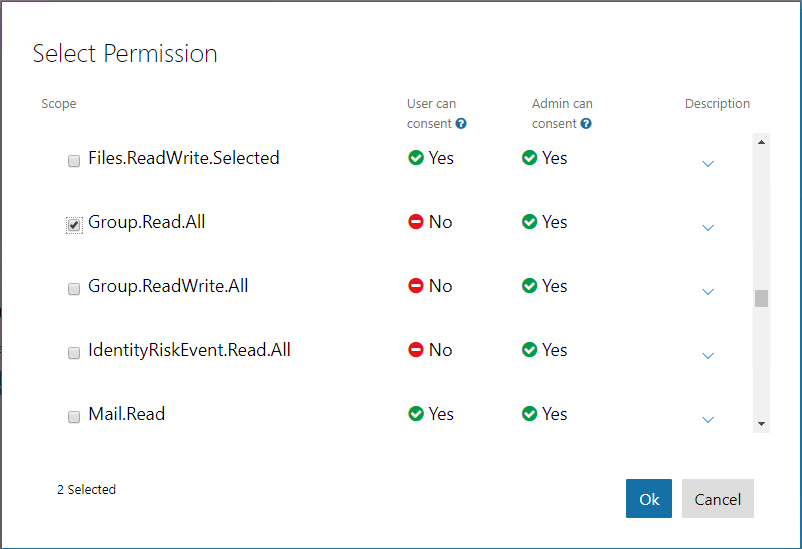 Select Permission
Scope
User can
consent
Admin can
consent
Description
Files.ReadWrite.Selected Yes Yes
Group.Read.All No Yes
Group.ReadWrite.All No Yes
IdentityRiskEvent.Read.All No Yes
Mail.Read Yes Yes
2 Selected
Ok
Cancel